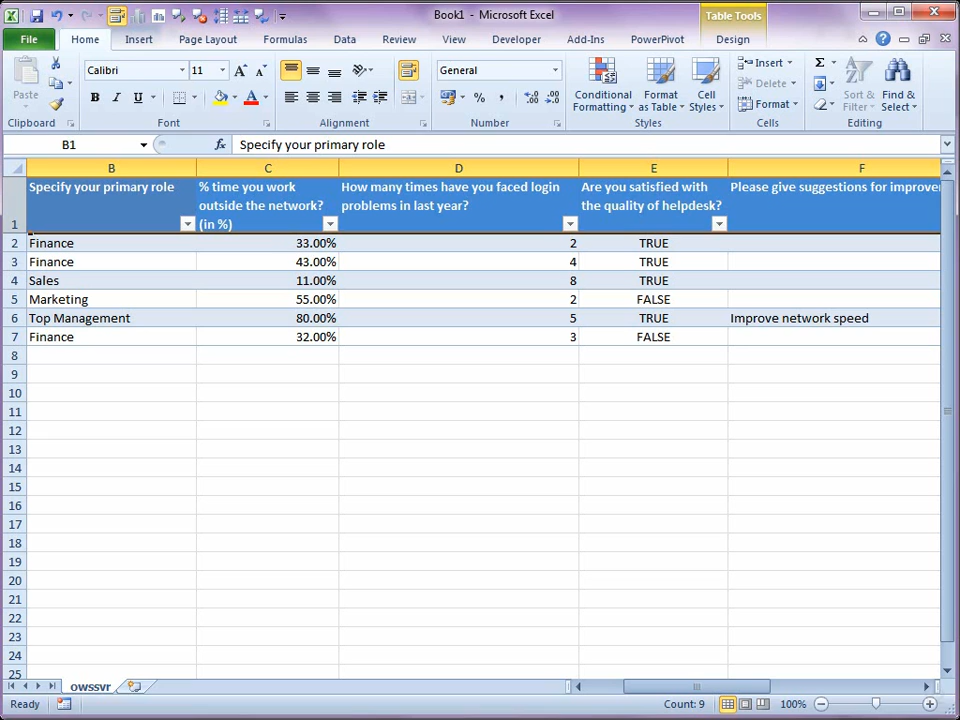 Book1 - Microsoft Excel
Table Tools
File Home Insert Page Layout Formulas Data Review View Developer Add-Ins PowerPivot Design
Calibri 11 General
Paste
Conditional Formatting
Format as Table
Cell Styles
Insert
Delete
Format
Sort & Filter
Find & Select
Clipboard Font Alignment Number Styles Cells Editing
B1 fx Specify your primary role
B C D E F
Specify your primary role % time you work How many times have you faced login Are you satisfied with Please give suggestions for
outside the network? problems in last year? the quality of helpdesk?
1 (in %)
2 Finance 33.00% 2 TRUE
3 Finance 43.00% 4 TRUE
4 Sales 11.00% 8 TRUE
5 Marketing 55.00% 2 FALSE
6 Top Management 80.00% 5 TRUE Improve network speed
7 Finance 32.00% 3 FALSE
8
9
10
11
12
13
14
15
16
17
18
19
20
21
22
23
24
25
owssvr
Ready Count: 9 100%